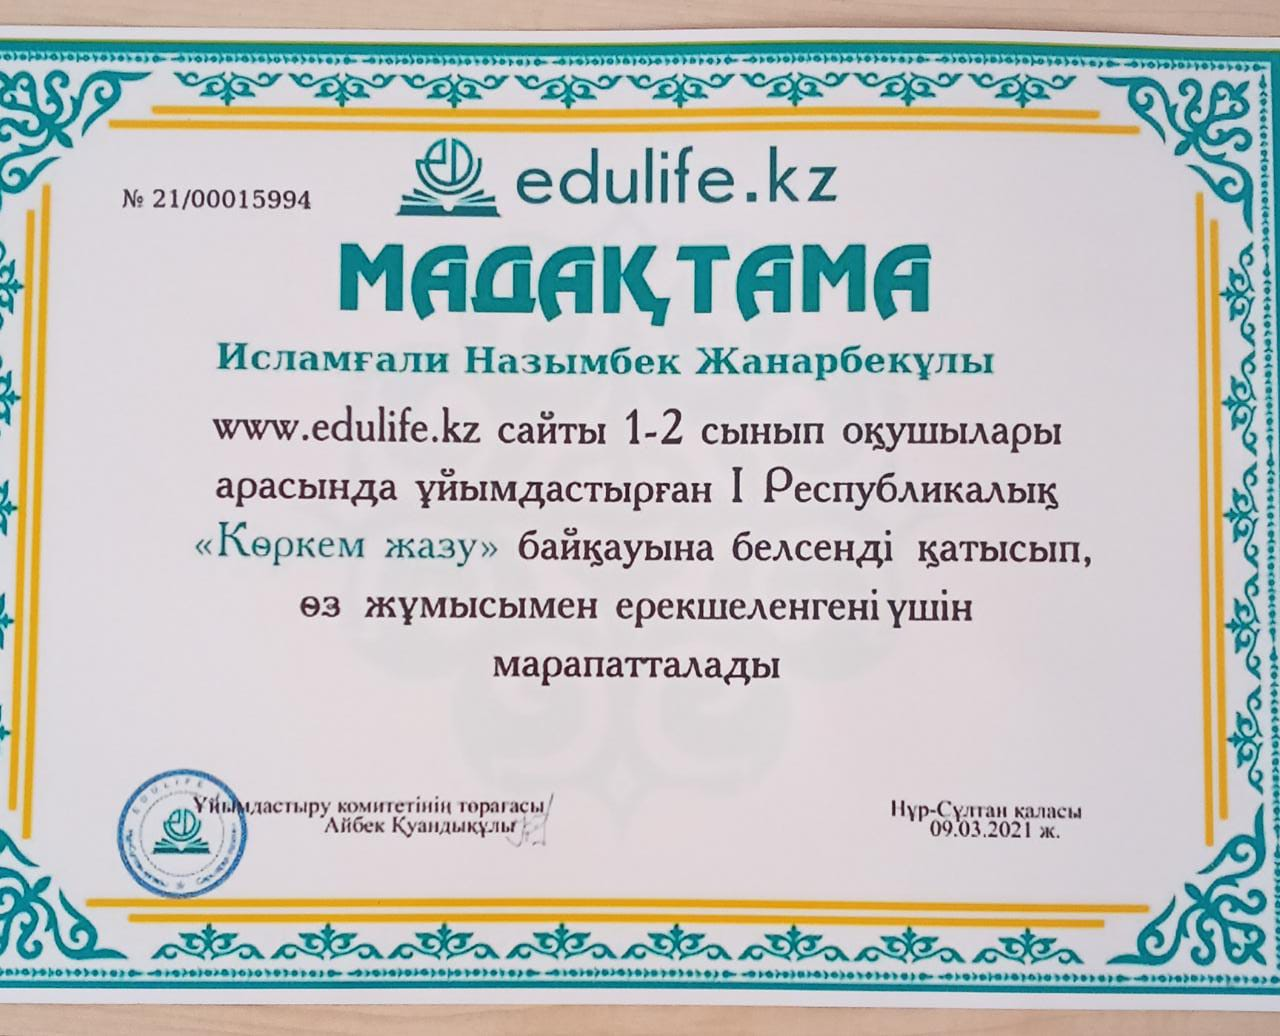 edulife.kz
№ 21/00015994
МАДАҚТАМА
Исламғали Назымбек Жанарбекұлы
www.edulife.kz сайты 1-2 сынып оқушылары
арасында ұйымдастырған І Республикалық
«Көркем жазу» байқауына белсенді қатысып,
өз жұмысымен ерекшеленгені үшін
марапатталады
EDULIFE
Ұйымдастыру комитетінің төрағасы
Айбек Қуандықұлы
Нұр-Сұлтан қаласы
09.03.2021 ж.